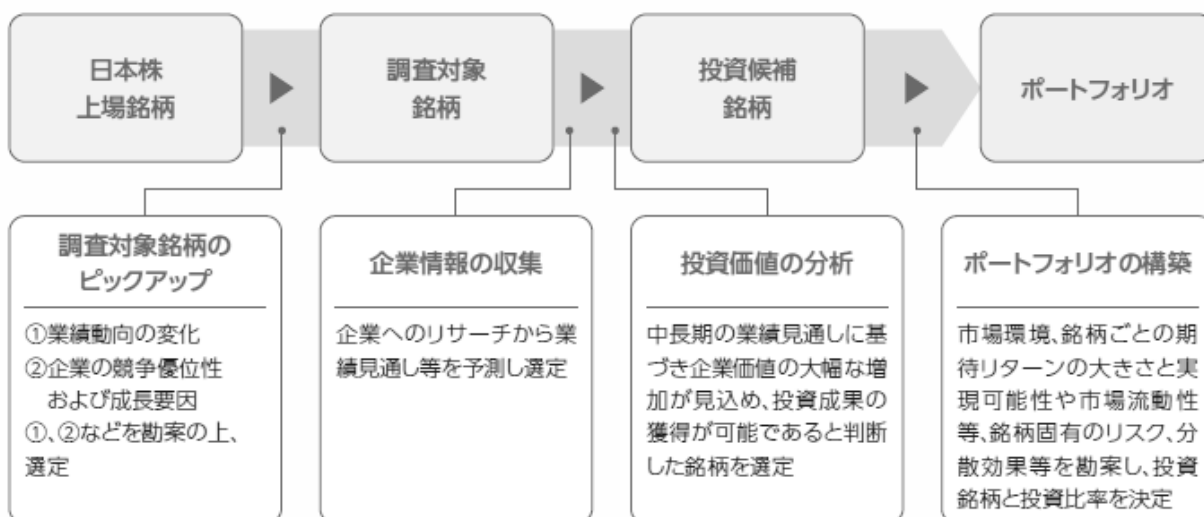 日本株
上場銘柄
調査対象
銘柄
投資候補
銘柄
ポートフォリオ
調査対象銘柄の
ピックアップ
①業績動向の変化
②企業の競争優位性
および成長要因
①、②などを勘案の上、
選定
企業情報の収集
企業へのリサーチから業
績見通し等を予測し選定
投資価値の分析
中長期の業績見通しに基
づき企業価値の大幅な増
加が見込め、投資成果の
獲得が可能であると判断
した銘柄を選定
ポートフォリオの構築
市場環境、銘柄ごとの期
待リターンの大きさと実
現可能性や市場流動性
等、銘柄固有のリスク、分
散効果等を勘案し、投資
銘柄と投資比率を決定